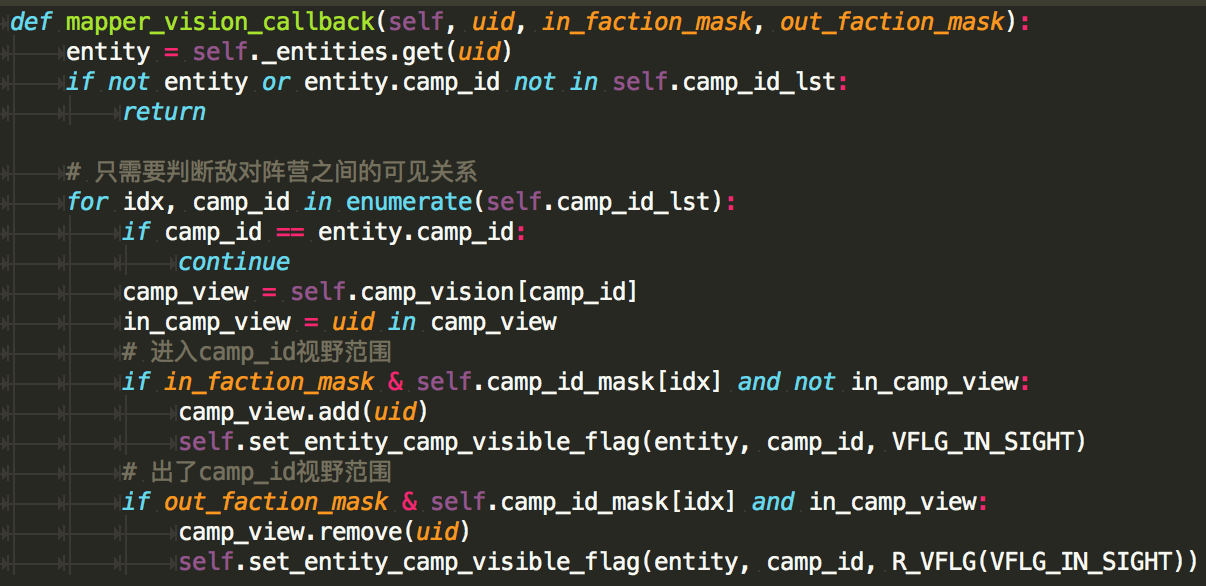 def mapper_vision_callback(self, uid, in_faction_mask, out_faction_mask):
entity = self._entities.get(uid)
if not entity or entity.camp_id not in self.camp_id_lst:
return
# 只需要判断敌对阵营之间的可见关系
for idx, camp_id in enumerate(self.camp_id_lst):
if camp_id == entity.camp_id:
continue
camp_view = self.camp_vision[camp_id]
in_camp_view = uid in camp_view
# 进入camp_id视野范围
if in_faction_mask & self.camp_id_mask[idx] and not in_camp_view:
camp_view.add(uid)
self.set_entity_camp_visible_flag(entity, camp_id, VFLG_IN_SIGHT)
# 出了camp_id视野范围
if out_faction_mask & self.camp_id_mask[idx] and in_camp_view:
camp_view.remove(uid)
self.set_entity_camp_visible_flag(entity, camp_id, R_VFLG(VFLG_IN_SIGHT))